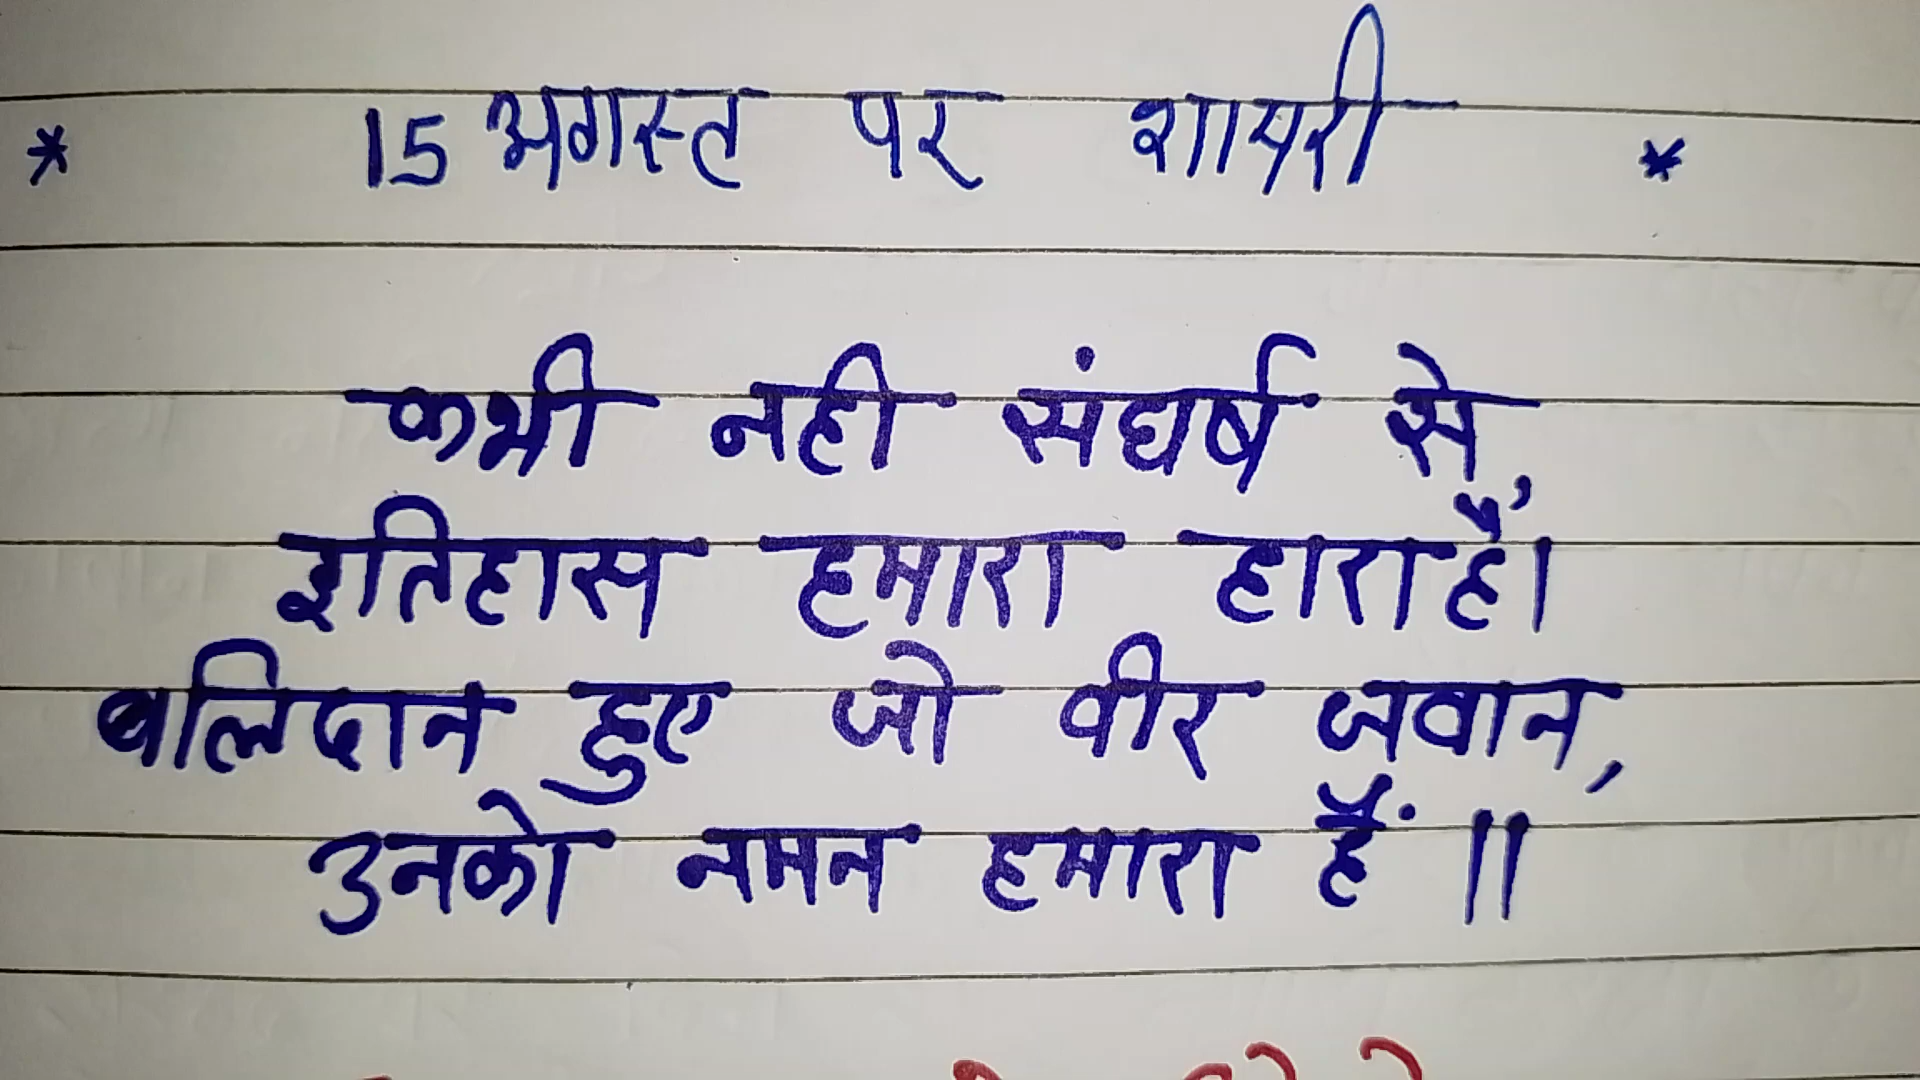 * 15 अगस्त पर शायरी *
कभी नही संघर्ष से,
इतिहास हमारा हारा है।
बलिदान हुए जो वीर जवान,
उनको नमन हमारा हैं ॥